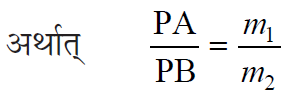 अर्थात् PA/PB = m₁/m₂